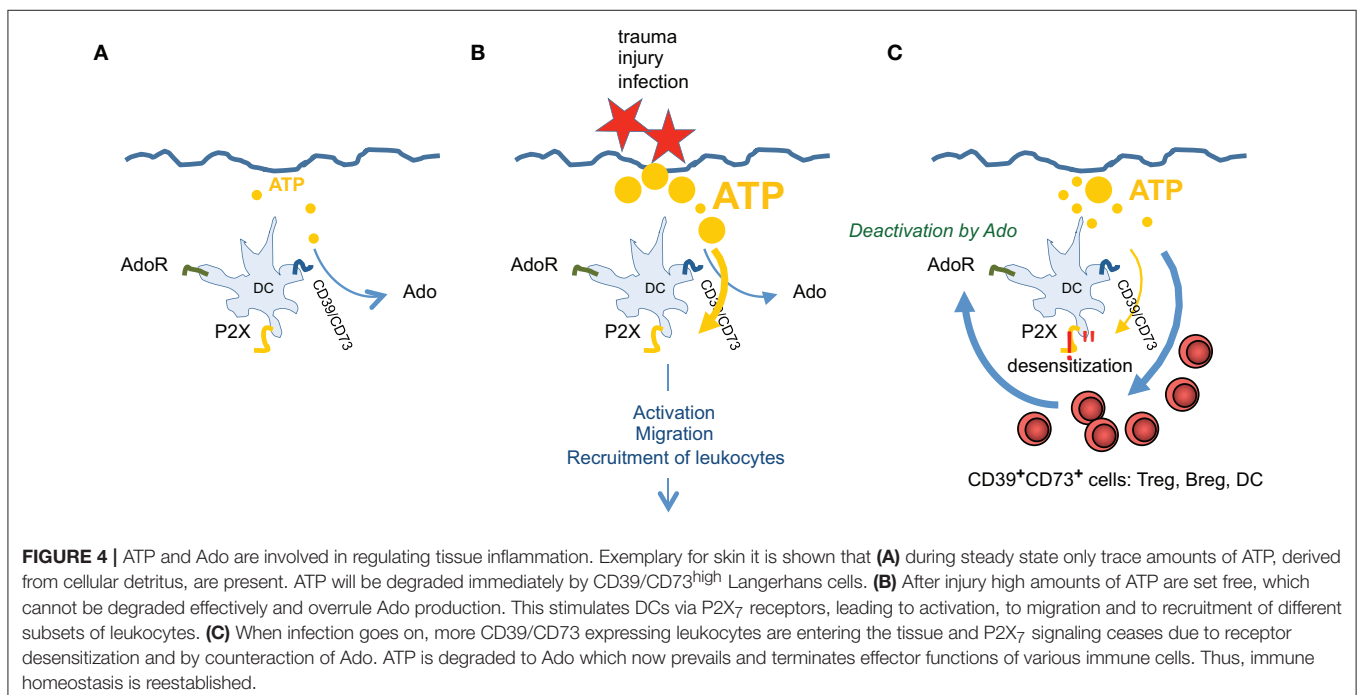 A
ATP
AdoR
DC
CD39/CD73
Ado
P2X
B
trauma
injury
infection
ATP
AdoR
DC
CD39/CD73
Ado
P2X
Activation
Migration
Recruitment of leukocytes
C
ATP
Deactivation by Ado
AdoR
DC
CD39/CD73
P2X
!"
desensitization
CD39⁺CD73⁺ cells: Treg, Breg, DC
FIGURE 4 | ATP and Ado are involved in regulating tissue inflammation. Exemplary for skin it is shown that (A) during steady state only trace amounts of ATP, derived
from cellular detritus, are present. ATP will be degraded immediately by CD39/CD73ʰⁱᵍʰ Langerhans cells. (B) After injury high amounts of ATP are set free, which
cannot be degraded effectively and overrule Ado production. This stimulates DCs via P2X₇ receptors, leading to activation, to migration and to recruitment of different
subsets of leukocytes. (C) When infection goes on, more CD39/CD73 expressing leukocytes are entering the tissue and P2X₇ signaling ceases due to receptor
desensitization and by counteraction of Ado. ATP is degraded to Ado which now prevails and terminates effector functions of various immune cells. Thus, immune
homeostasis is reestablished.